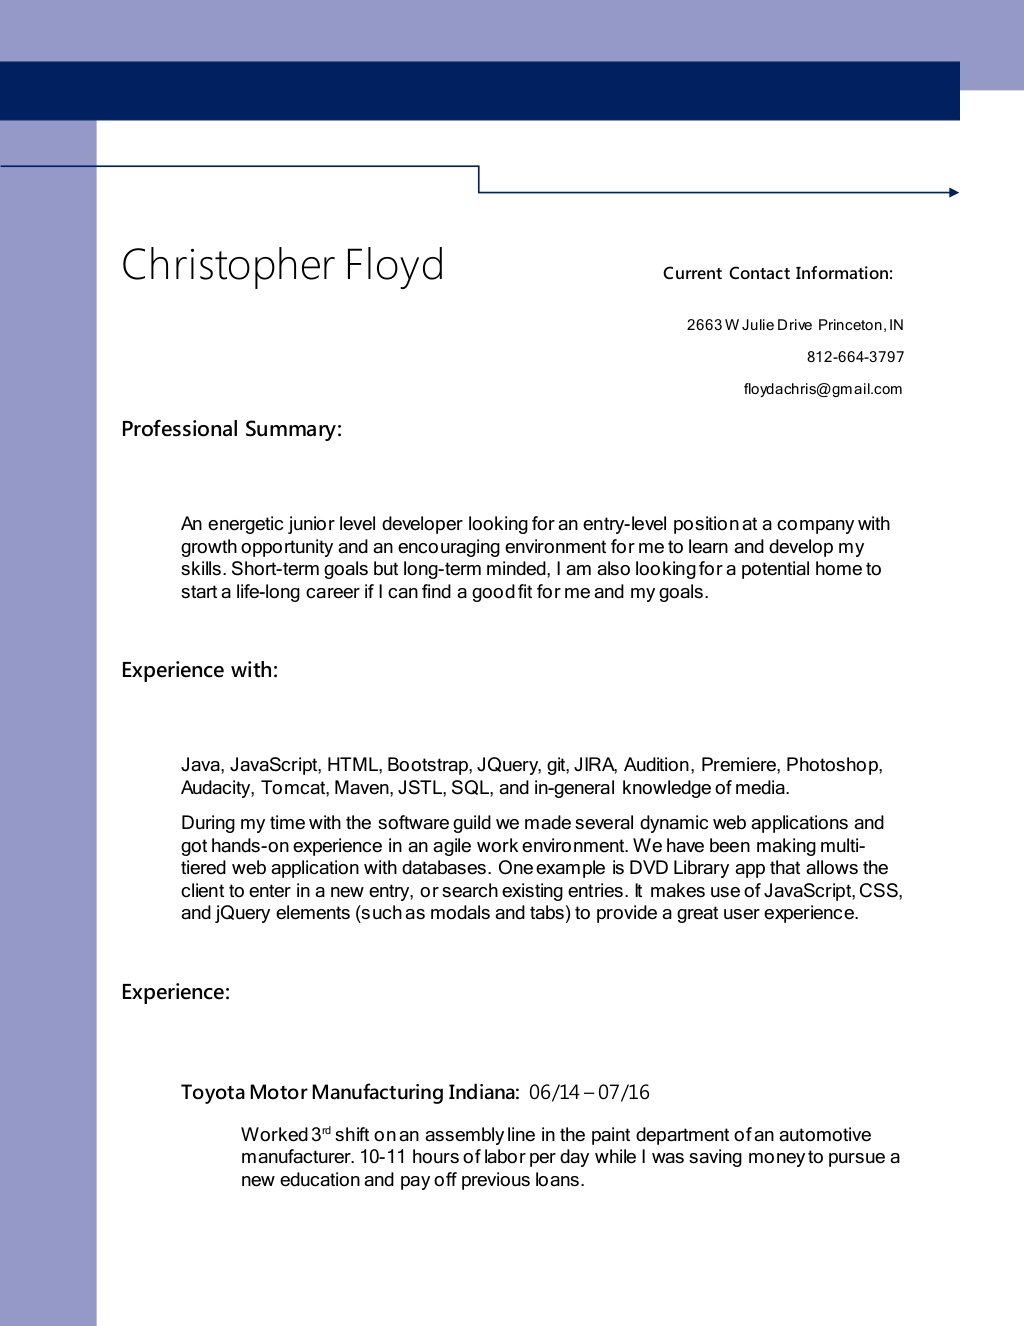 Christopher Floyd
Current Contact Information:
2663 W Julie Drive Princeton, IN
812-664-3797
floydachris@gmail.com
Professional Summary:
An energetic junior level developer looking for an entry-level position at a company with
growth opportunity and an encouraging environment for me to learn and develop my
skills. Short-term goals but long-term minded, I am also looking for a potential home to
start a life-long career if I can find a good fit for me and my goals.
Experience with:
Java, JavaScript, HTML, Bootstrap, JQuery, git, JIRA, Audition, Premiere, Photoshop,
Audacity, Tomcat, Maven, JSTL, SQL, and in-general knowledge of media.
During my time with the software guild we made several dynamic web applications and
got hands-on experience in an agile work environment. We have been making multi-
tiered web application with databases. One example is DVD Library app that allows the
client to enter in a new entry, or search existing entries. It makes use of JavaScript, CSS,
and jQuery elements (such as modals and tabs) to provide a great user experience.
Experience:
Toyota Motor Manufacturing Indiana: 06/14 – 07/16
Worked 3rd shift on an assembly line in the paint department of an automotive
manufacturer. 10-11 hours of labor per day while I was saving money to pursue a
new education and pay off previous loans.